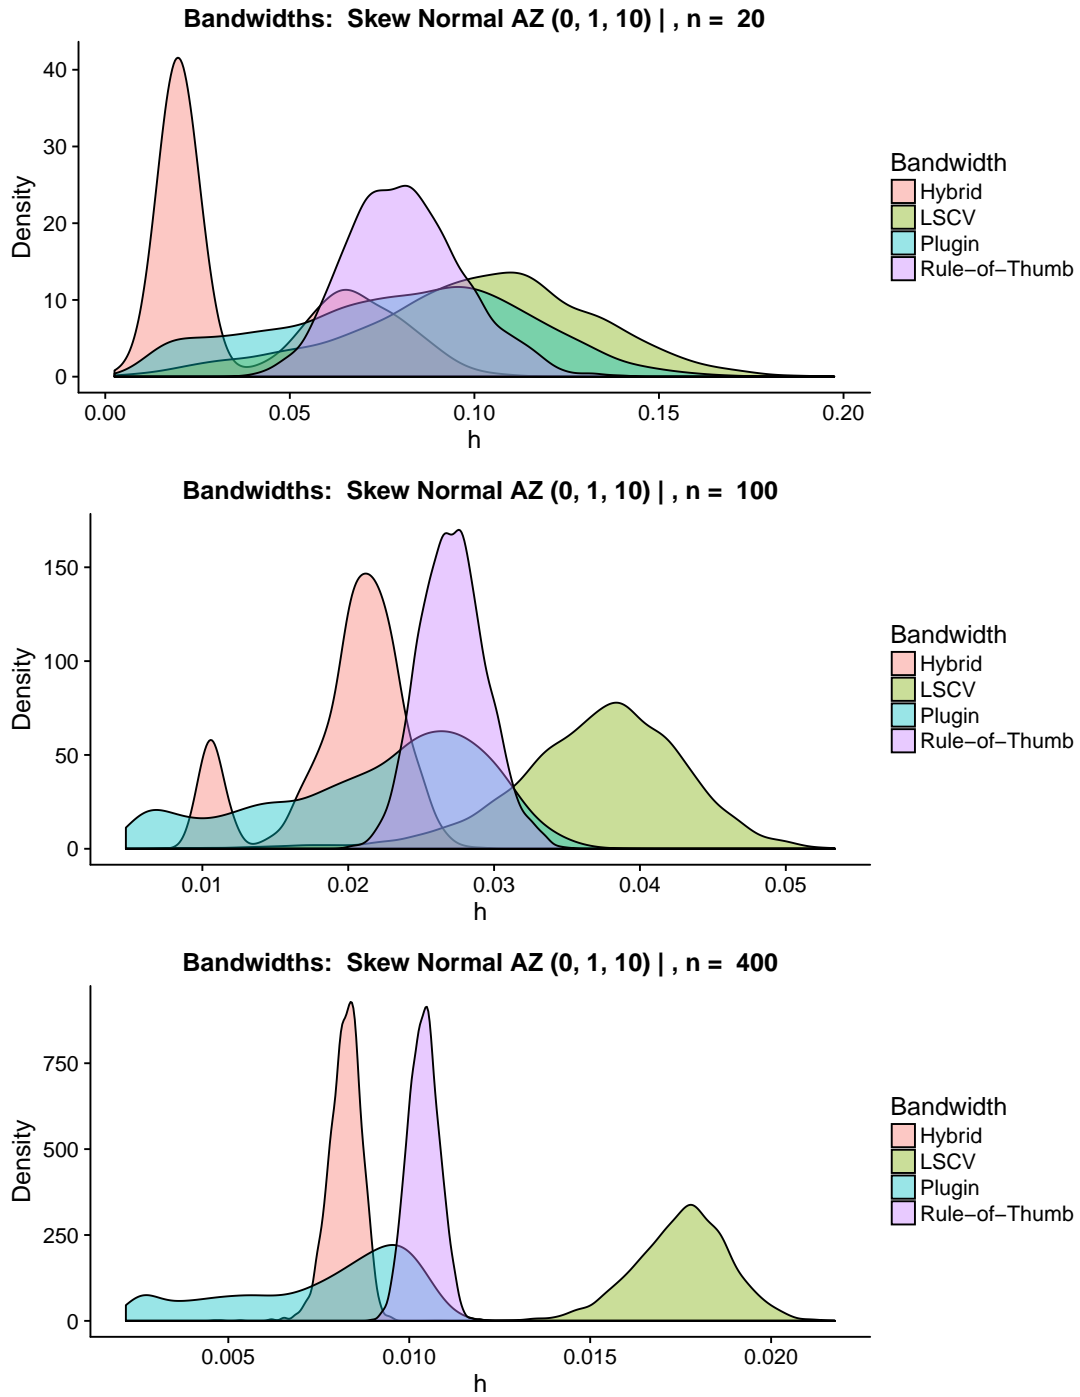 Bandwidths:  Skew Normal AZ (0, 1, 10) | , n =  20
Density
40
30
20
10
0
0.00 0.05 0.10 0.15 0.20
h
Bandwidth
Hybrid
LSCV
Plugin
Rule−of−Thumb
Bandwidths:  Skew Normal AZ (0, 1, 10) | , n =  100
Density
150
100
50
0
0.01 0.02 0.03 0.04 0.05
h
Bandwidth
Hybrid
LSCV
Plugin
Rule−of−Thumb
Bandwidths:  Skew Normal AZ (0, 1, 10) | , n =  400
Density
750
500
250
0
0.005 0.010 0.015 0.020
h
Bandwidth
Hybrid
LSCV
Plugin
Rule−of−Thumb